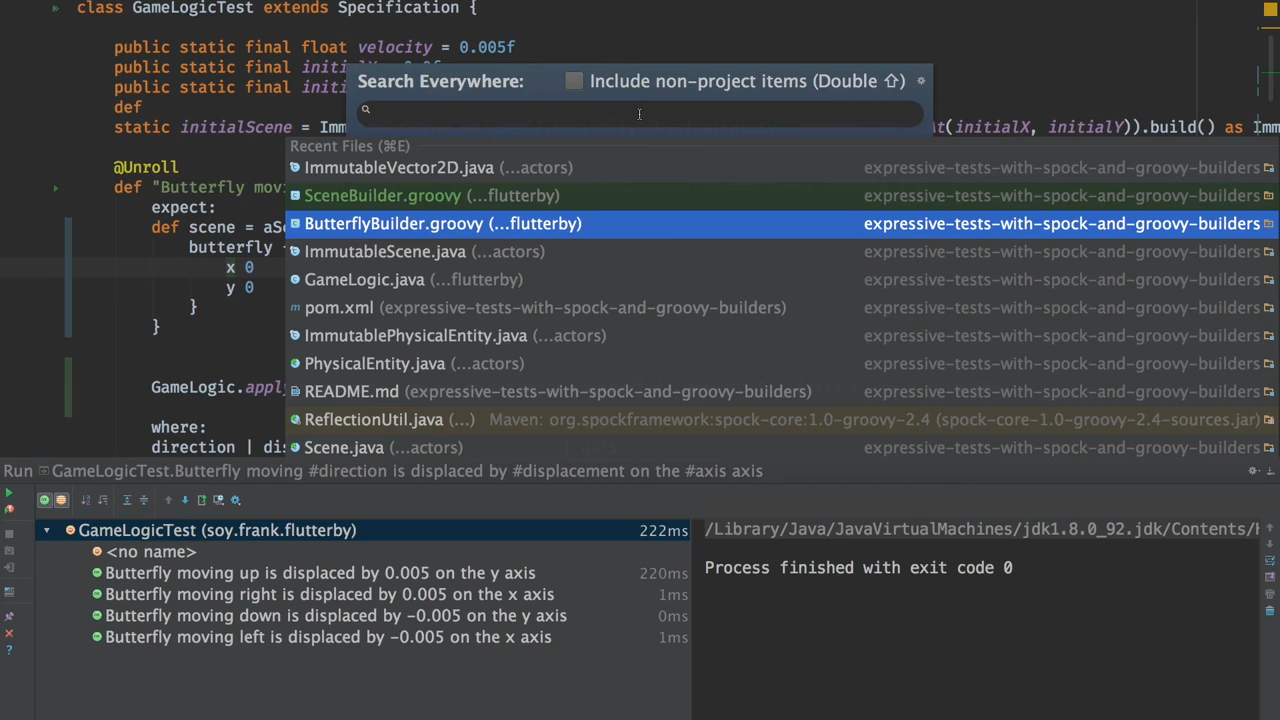 class GameLogicTest extends Specification {
public static final float velocity = 0.005f
public static final
public static final
def
static initialScene =
(initialX, initialY)).build() as Imm
Search Everywhere: Include non-project items (Double ⇧)
Recent Files (⌘E)
ImmutableVector2D.java (...actors) expressive-tests-with-spock-and-groovy-builders
SceneBuilder.groovy (...flutterby) expressive-tests-with-spock-and-groovy-builders
ButterflyBuilder.groovy (...flutterby) expressive-tests-with-spock-and-groovy-builders
ImmutableScene.java (...actors) expressive-tests-with-spock-and-groovy-builders
GameLogic.java (...flutterby) expressive-tests-with-spock-and-groovy-builders
pom.xml (expressive-tests-with-spock-and-groovy-builders) expressive-tests-with-spock-and-groovy-builders
ImmutablePhysicalEntity.java (...actors) expressive-tests-with-spock-and-groovy-builders
PhysicalEntity.java (...actors) expressive-tests-with-spock-and-groovy-builders
README.md (expressive-tests-with-spock-and-groovy-builders) expressive-tests-with-spock-and-groovy-builders
ReflectionUtil.java (...) Maven: org.spockframework:spock-core:1.0-groovy-2.4 (spock-core-1.0-groovy-2.4-sources.jar)
Scene.java (...actors) expressive-tests-with-spock-and-groovy-builders
@Unroll
def "Butterfly movi
expect:
def scene = aS
butterfly
x 0
y 0
}
}
GameLogic.apply
where:
direction | dis
Run GameLogicTest.Butterfly moving #direction is displaced by #displacement on the #axis axis
GameLogicTest (soy.frank.flutterby) 222ms
<no name>
Butterfly moving up is displaced by 0.005 on the y axis 220ms
Butterfly moving right is displaced by 0.005 on the x axis 1ms
Butterfly moving down is displaced by -0.005 on the y axis 0ms
Butterfly moving left is displaced by -0.005 on the x axis 1ms
/Library/Java/JavaVirtualMachines/jdk1.8.0_92.jdk/Contents/
Process finished with exit code 0